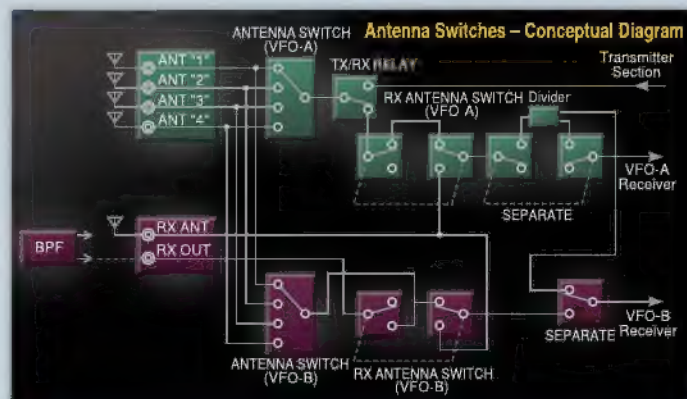 Antenna Switches – Conceptual Diagram
ANTENNA SWITCH
(VFO-A)
ANT "1"
ANT "2"
ANT "3"
ANT "4"
TX/RX RELAY
Transmitter
Section
RX ANTENNA SWITCH
(VFO A)
Divider
VFO-A
Receiver
SEPARATE
BPF
RX ANT
RX OUT
ANTENNA SWITCH
(VFO-B)
RX ANTENNA SWITCH
(VFO-B)
SEPARATE
VFO-B
Receiver